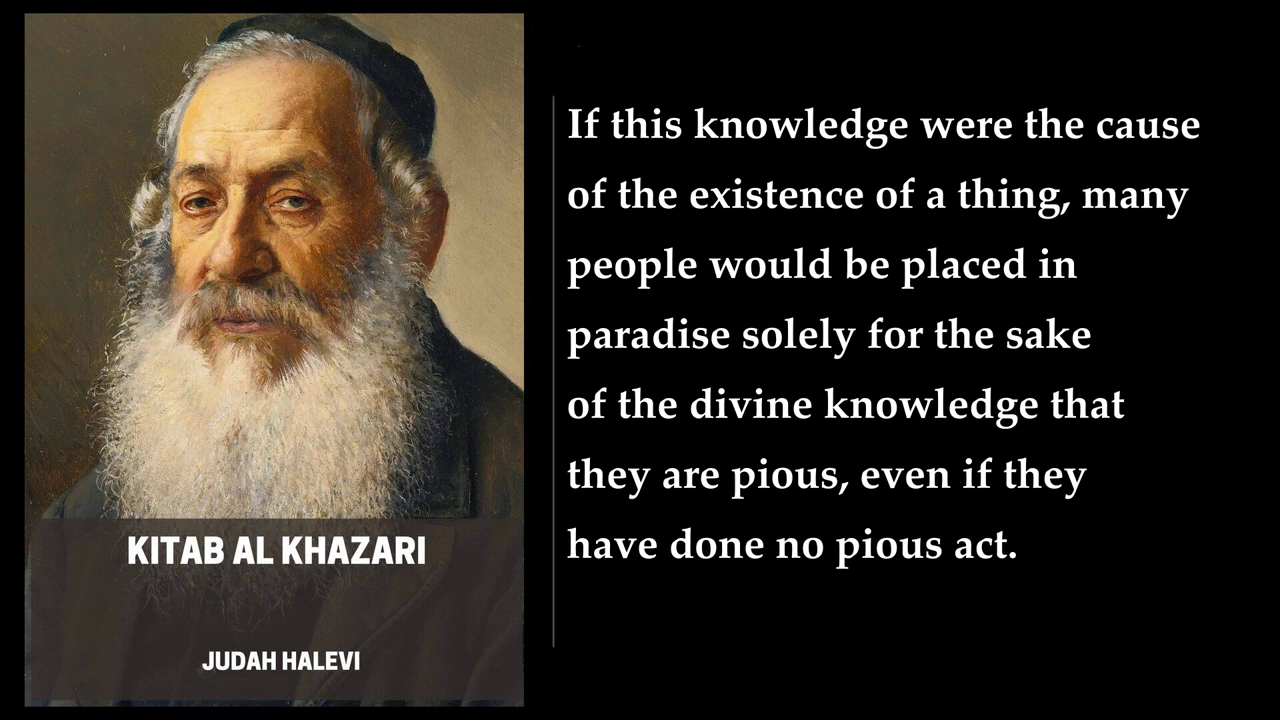 KITAB AL KHAZARI
JUDAH HALEVI
If this knowledge were the cause
of the existence of a thing, many
people would be placed in
paradise solely for the sake
of the divine knowledge that
they are pious, even if they
have done no pious act.